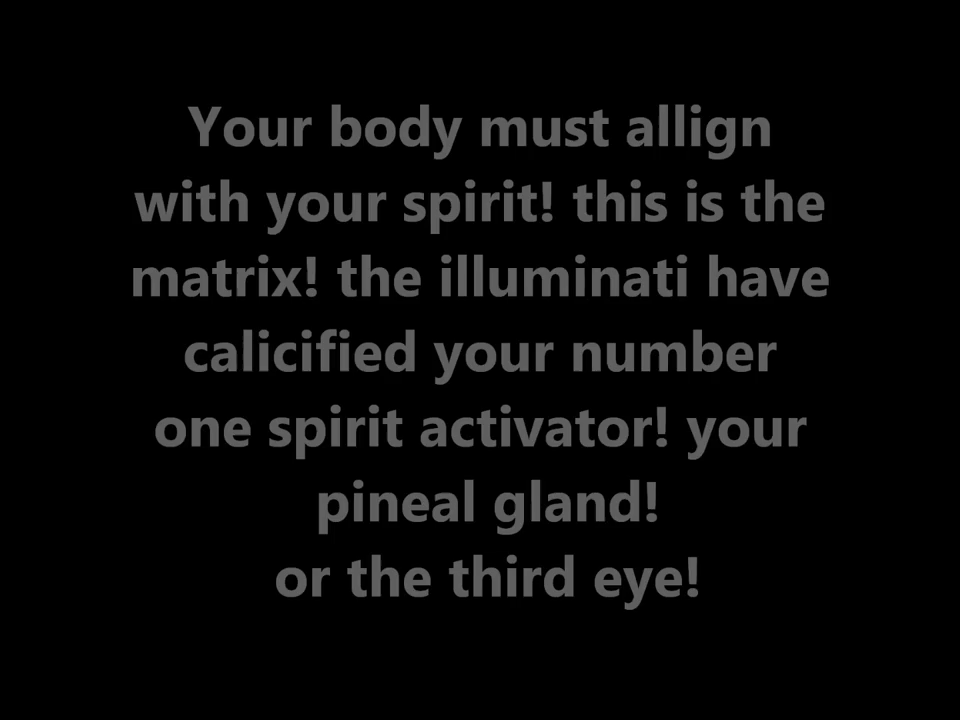 Your body must allign
with your spirit! this is the
matrix! the illuminati have
calicified your number
one spirit activator! your
pineal gland!
or the third eye!